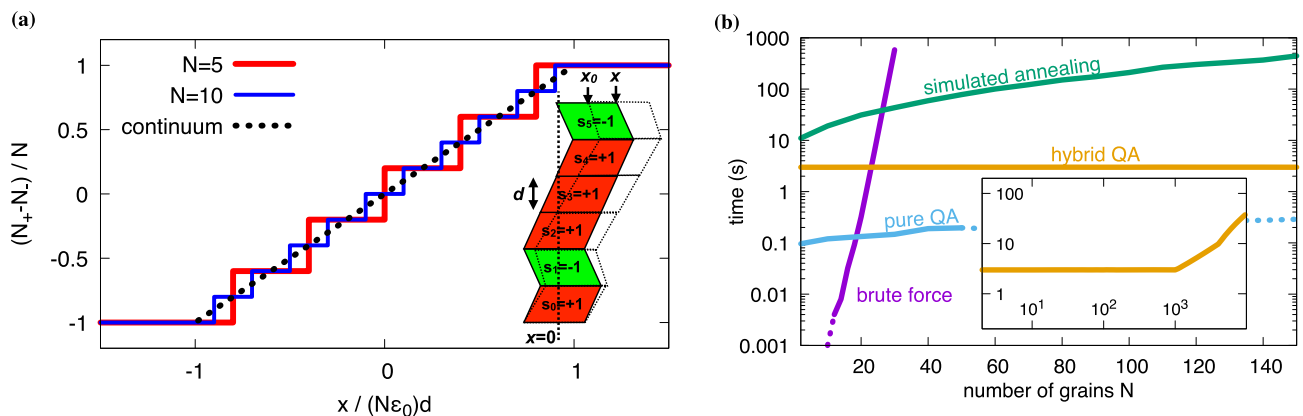 (a)
(N₊-N₋) / N
1
0.5
0
-0.5
-1
N=5
N=10
continuum
x₀ x
s₅=-1
s₄=+1
d s₃=+1
s₂=+1
s₁=-1
s₀=+1
x=0
-1 0 1
x / (Nε₀)d
(b)
time (s)
1000
100
10
1
0.1
0.01
0.001
simulated annealing
hybrid QA
pure QA
brute force
100
10
1
10¹ 10² 10³
20 40 60 80 100 120 140
number of grains N